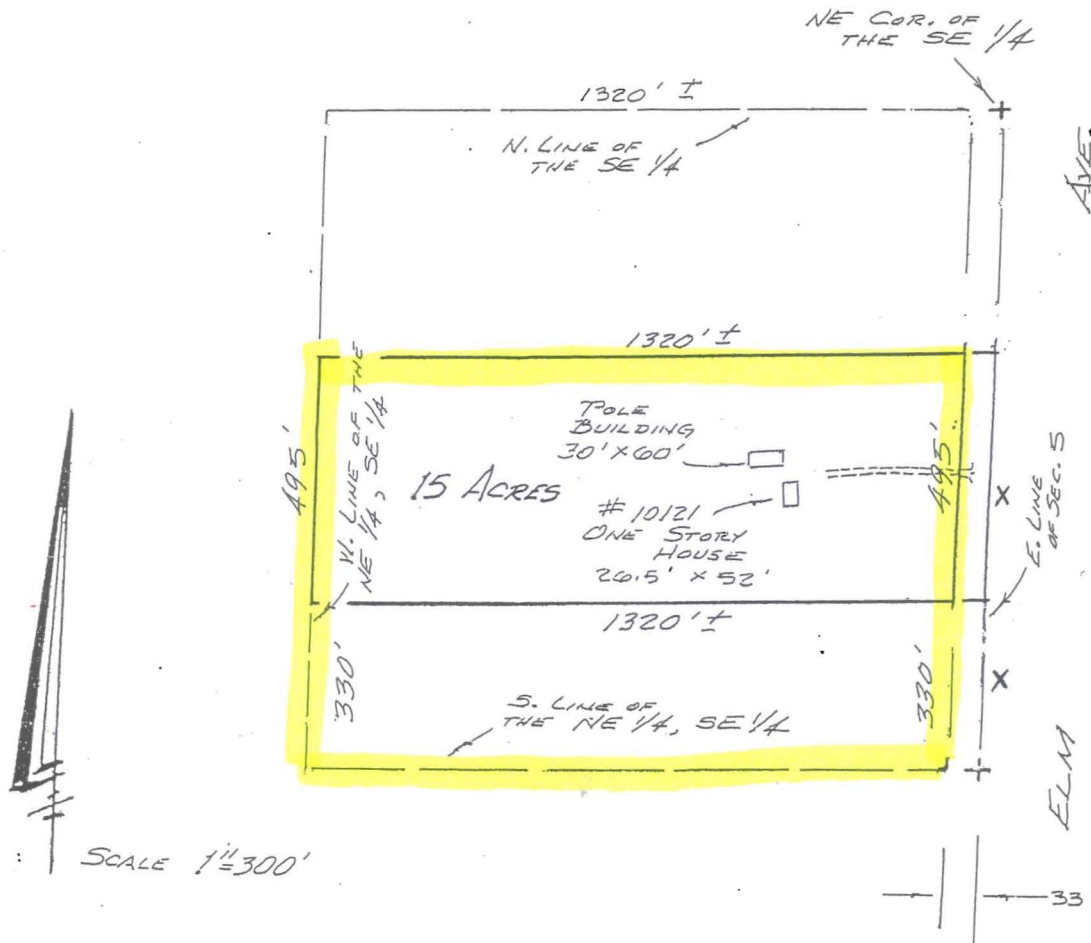 NE COR. OF
THE SE 1/4
1320' ±
N. LINE OF
THE SE 1/4
AVE.
1320' ±
495'
W. LINE OF THE
NE 1/4, SE 1/4
POLE
BUILDING
30' X 60'
15 ACRES
# 10121
ONE STORY
HOUSE
26.5' X 52'
495'
X
E. LINE
OF SEC. 5
1320' ±
330'
S. LINE OF
THE NE 1/4, SE 1/4
330'
X
ELM
SCALE 1"=300'
33